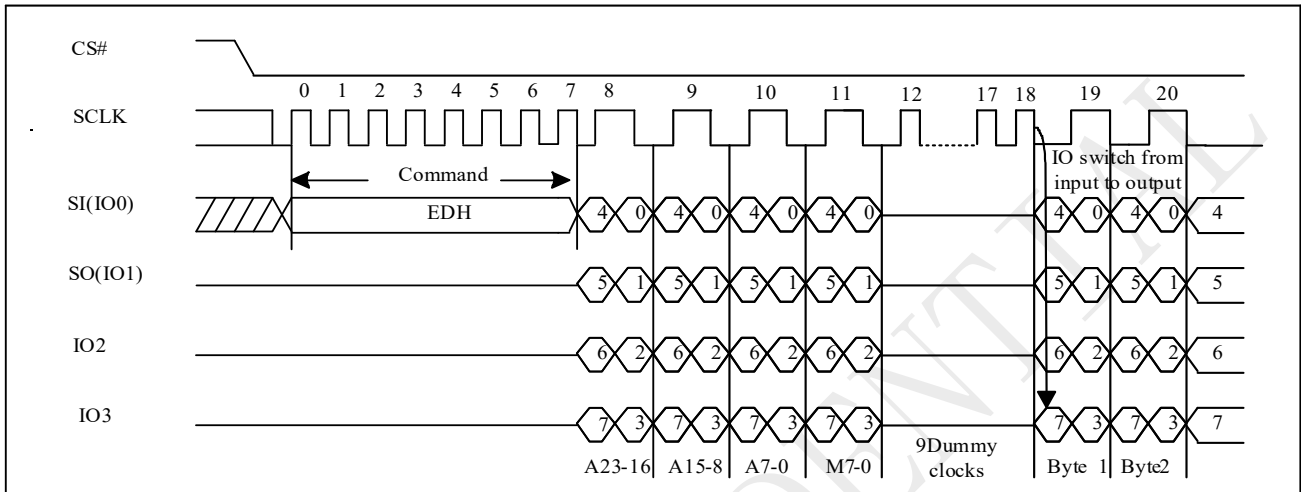 CS#
0 1 2 3 4 5 6 7 8 9 10 11 12 17 18 19 20
SCLK
Command
IO switch from
input to output
SI(IO0)
EDH
4 0 4 0 4 0 4 0 4 0 4 0 4
SO(IO1)
5 1 5 1 5 1 5 1 5 1 5 1 5
IO2
6 2 6 2 6 2 6 2 6 2 6 2 6
IO3
7 3 7 3 7 3 7 3 7 3 7 3 7
A23-16 A15-8 A7-0 M7-0
9Dummy
clocks
Byte 1 Byte2
ENTIAL